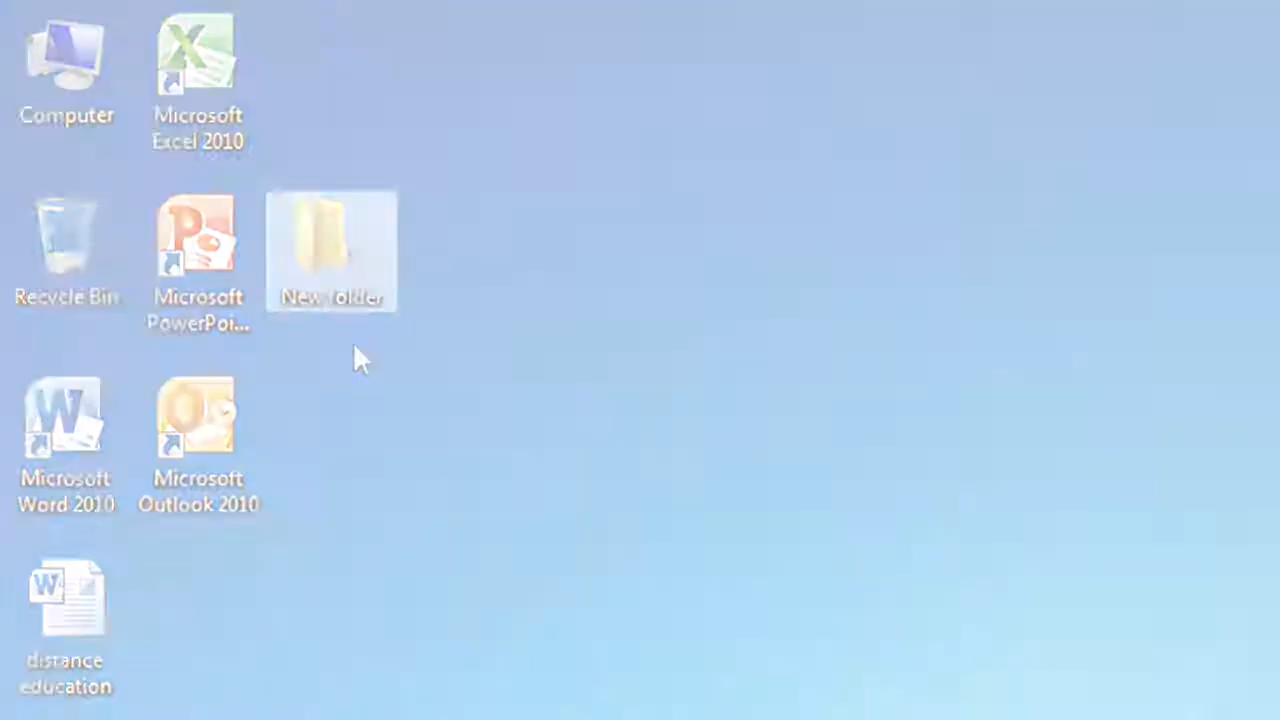 Computer
Microsoft
Excel 2010
Recycle Bin
Microsoft
PowerPoi...
New folder
Microsoft
Word 2010
Microsoft
Outlook 2010
distance
education